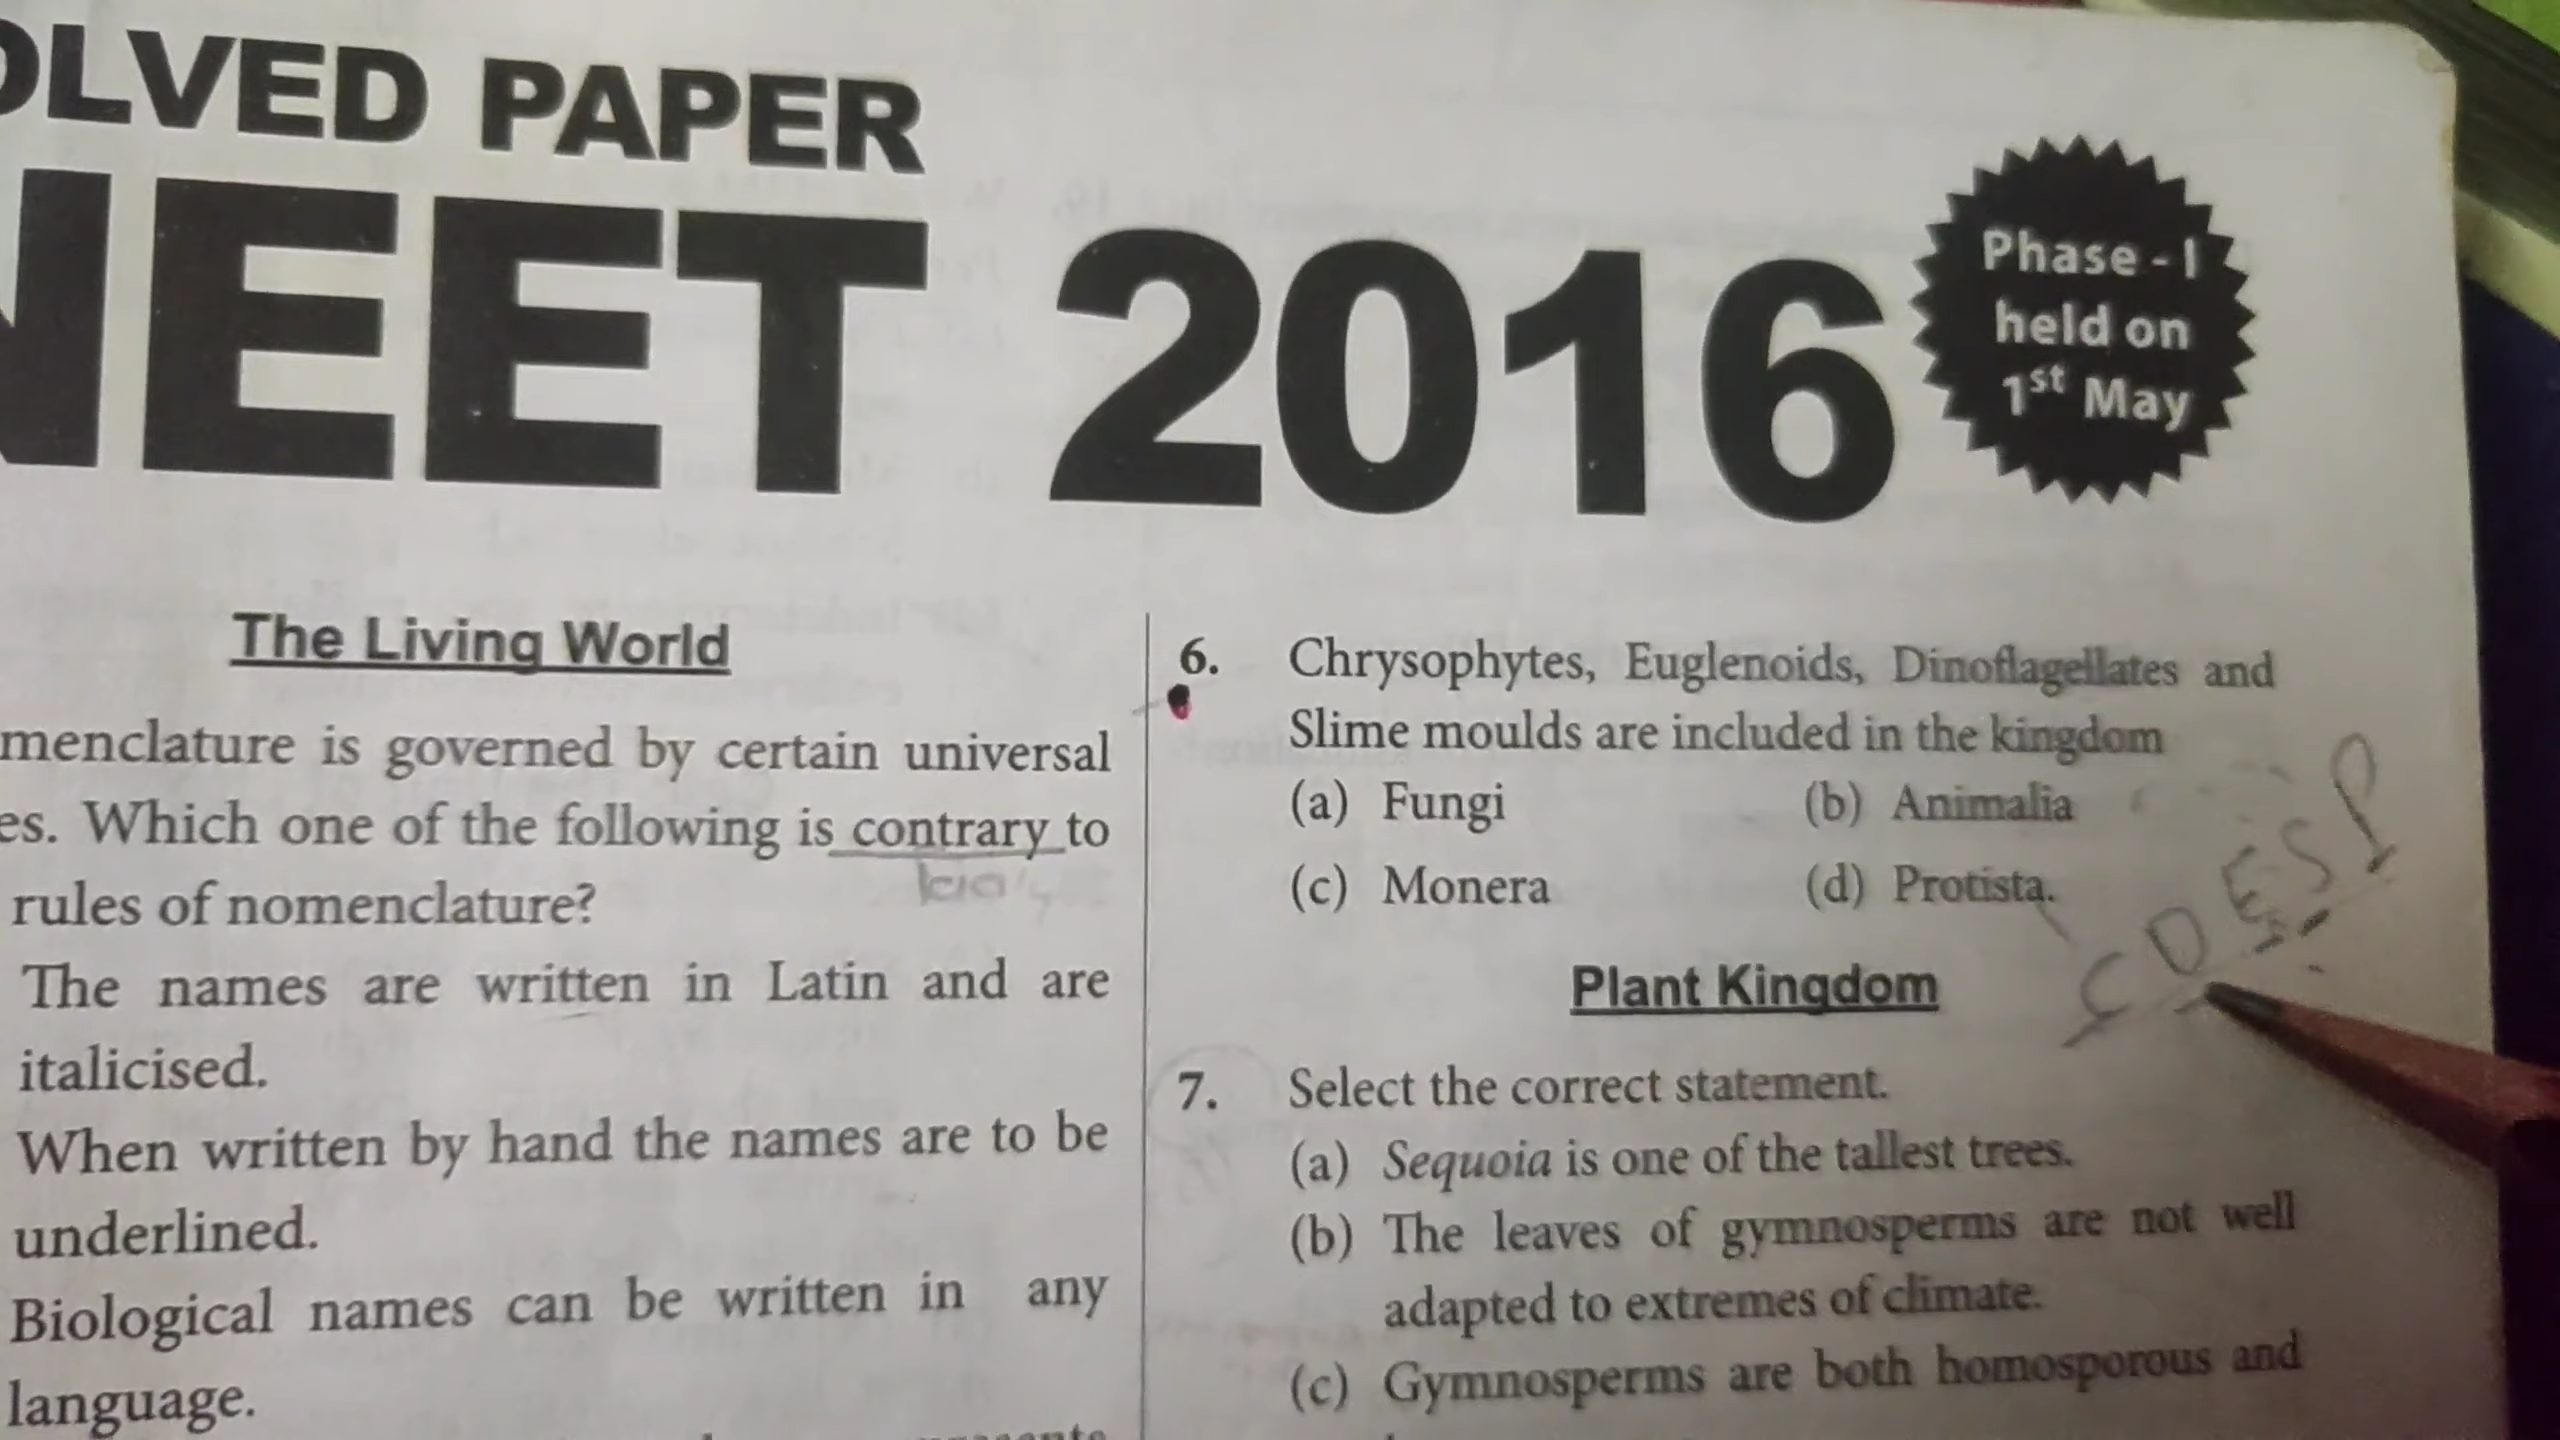 OLVED PAPER
NEET 2016
Phase - I
held on
1st May
The Living World
menclature is governed by certain universal
es. Which one of the following is contrary to
rules of nomenclature?
The names are written in Latin and are
italicised.
When written by hand the names are to be
underlined.
Biological names can be written in any
language.
6. Chrysophytes, Euglenoids, Dinoflagellates and
Slime moulds are included in the kingdom
(a) Fungi (b) Animalia
(c) Monera (d) Protista.
C D E S P
Plant Kingdom
7. Select the correct statement.
(a) Sequoia is one of the tallest trees.
(b) The leaves of gymnosperms are not well
adapted to extremes of climate.
(c) Gymnosperms are both homosporous and